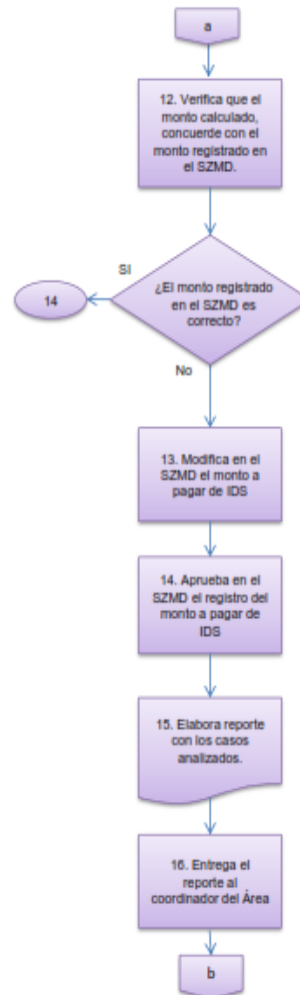 a
12. Verifica que el
monto calculado,
concuerde con el
monto registrado en
el SZMD.
SI
¿El monto registrado
en el SZMD es
correcto?
14
No
13. Modifica en el
SZMD el monto a
pagar de IDS
14. Aprueba en el
SZMD el registro del
monto a pagar de
IDS
15. Elabora reporte
con los casos
analizados.
16. Entrega el
reporte al
coordinador del Área
b